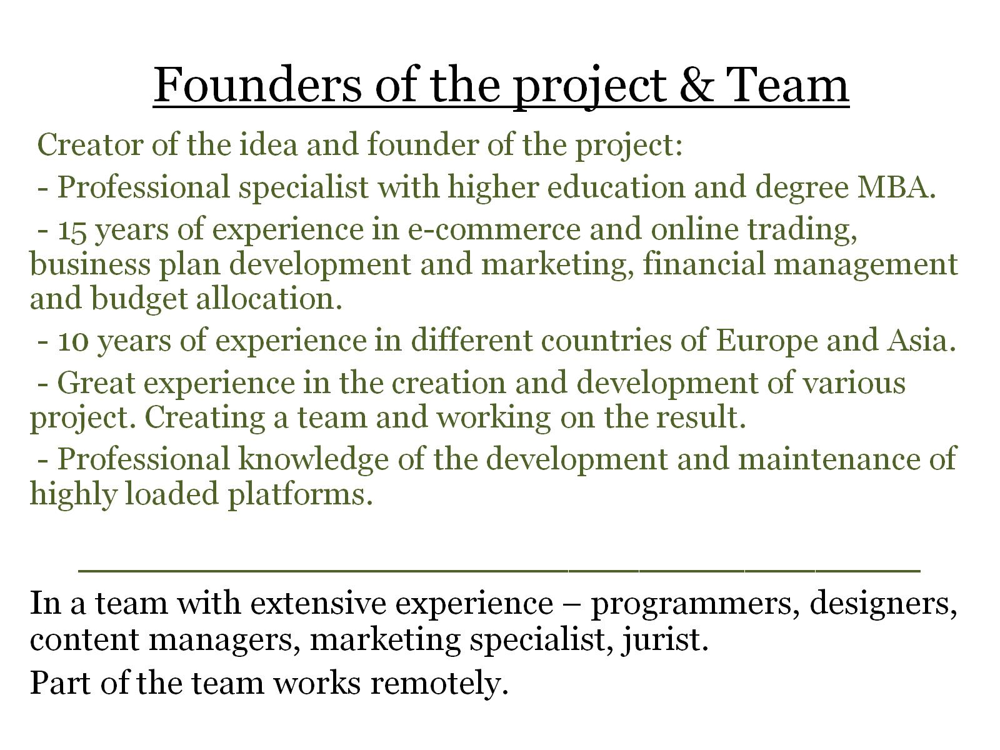 Founders of the project & Team
Creator of the idea and founder of the project:
- Professional specialist with higher education and degree MBA.
- 15 years of experience in e-commerce and online trading,
business plan development and marketing, financial management
and budget allocation.
- 10 years of experience in different countries of Europe and Asia.
- Great experience in the creation and development of various
project. Creating a team and working on the result.
- Professional knowledge of the development and maintenance of
highly loaded platforms.
In a team with extensive experience – programmers, designers,
content managers, marketing specialist, jurist.
Part of the team works remotely.